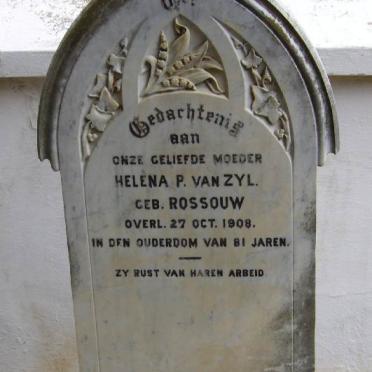 Ter
Gedachtenis
aan
ONZE GELIEFDE MOEDER
HELENA P. VAN ZYL.
GEB. ROSSOUW
OVERL. 27 OCT. 1908.
IN DEN OUDERDOM VAN 81 JAREN.
ZY RUST VAN HAREN ARBEID